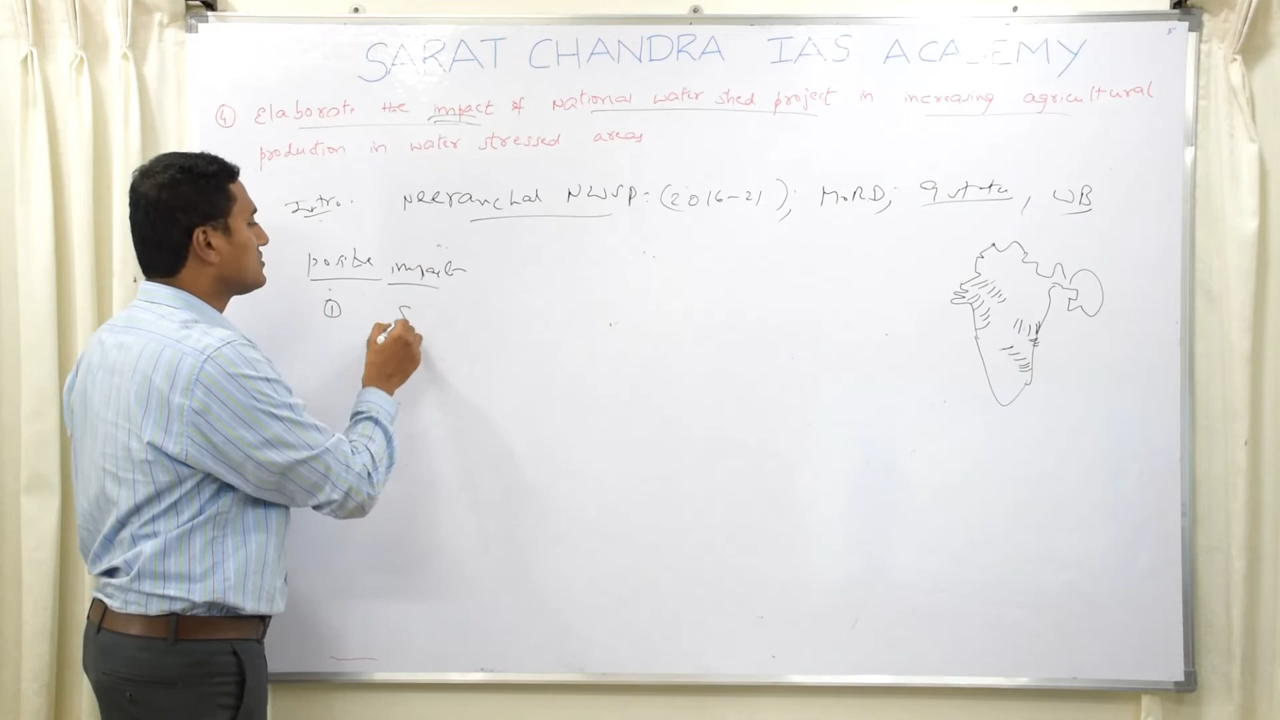 SARAT CHANDRA IAS ACADEMY
④ Elaborate the impact of National water shed project in increasing agricultural
production in water stressed areas
Intro. Neeranchal NWSP: (2016-21); MoRD; 9 state, WB
positive impact
①